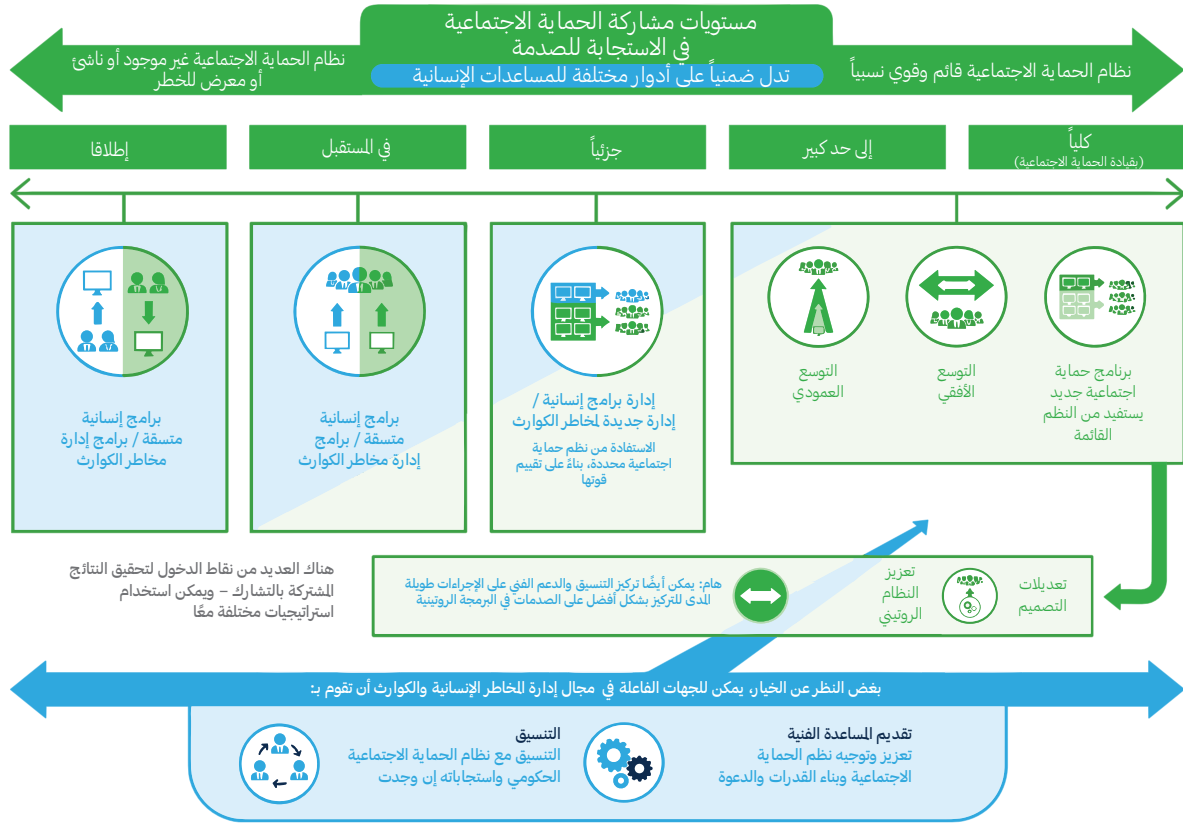 مستويات مشاركة الحماية الاجتماعية
في الاستجابة للصدمة
تدل ضمنياً على أدوار مختلفة للمساعدات الإنسانية
نظام الحماية الاجتماعية قائم وقوي نسبياً
نظام الحماية الاجتماعية غير موجود أو ناشئ
أو معرض للخطر
كلياً
(بقيادة الحماية الاجتماعية)
إلى حد كبير
جزئياً
في المستقبل
إطلاقا
برنامج حماية
اجتماعية جديد
يستفيد من النظم
القائمة
التوسع
الأفقي
التوسع
العمودي
إدارة برامج إنسانية /
إدارة جديدة لمخاطر الكوارث
الاستفادة من نظم حماية
اجتماعية محددة، بناءً على تقييم
قوتها
برامج إنسانية
متسقة / برامج
إدارة مخاطر الكوارث
برامج إنسانية
متسقة / برامج إدارة
مخاطر الكوارث
تعديلات
التصميم
تعزيز
النظام
الروتيني
هام: يمكن أيضًا تركيز التنسيق والدعم الفني على الإجراءات طويلة
المدى للتركيز بشكل أفضل على الصدمات في البرمجة الروتينية
هناك العديد من نقاط الدخول لتحقيق النتائج
المشتركة بالتشارك – ويمكن استخدام
استراتيجيات مختلفة معًا
بغض النظر عن الخيار، يمكن للجهات الفاعلة في مجال إدارة المخاطر الإنسانية والكوارث أن تقوم بـ:
تقديم المساعدة الفنية
تعزيز وتوجيه نظم الحماية
الاجتماعية وبناء القدرات والدعوة
التنسيق
التنسيق مع نظام الحماية الاجتماعية
الحكومي واستجاباته إن وجدت